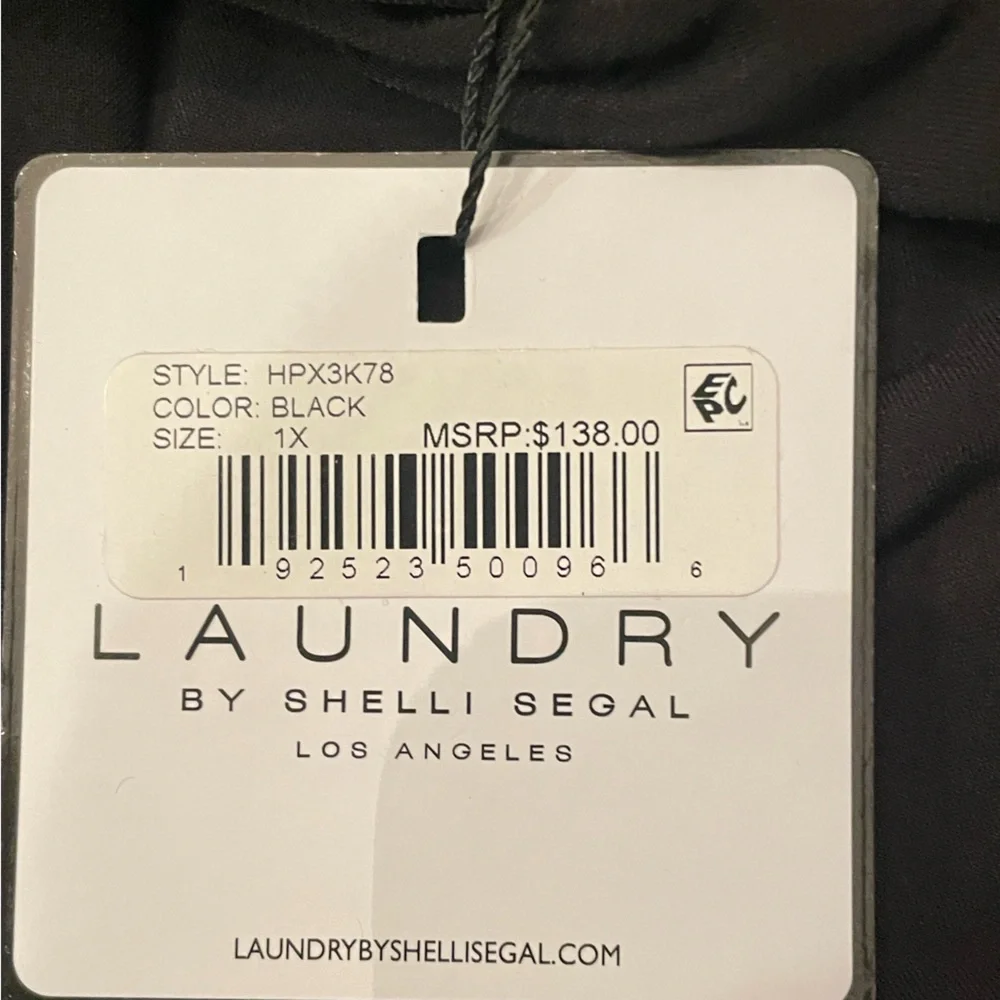 STYLE: HPX3K78
COLOR: BLACK
SIZE: 1X MSRP:$138.00
EPC
1 92523 50096 6
LAUNDRY
BY SHELLI SEGAL
LOS ANGELES
LAUNDRYBYSHELLISEGAL.COM